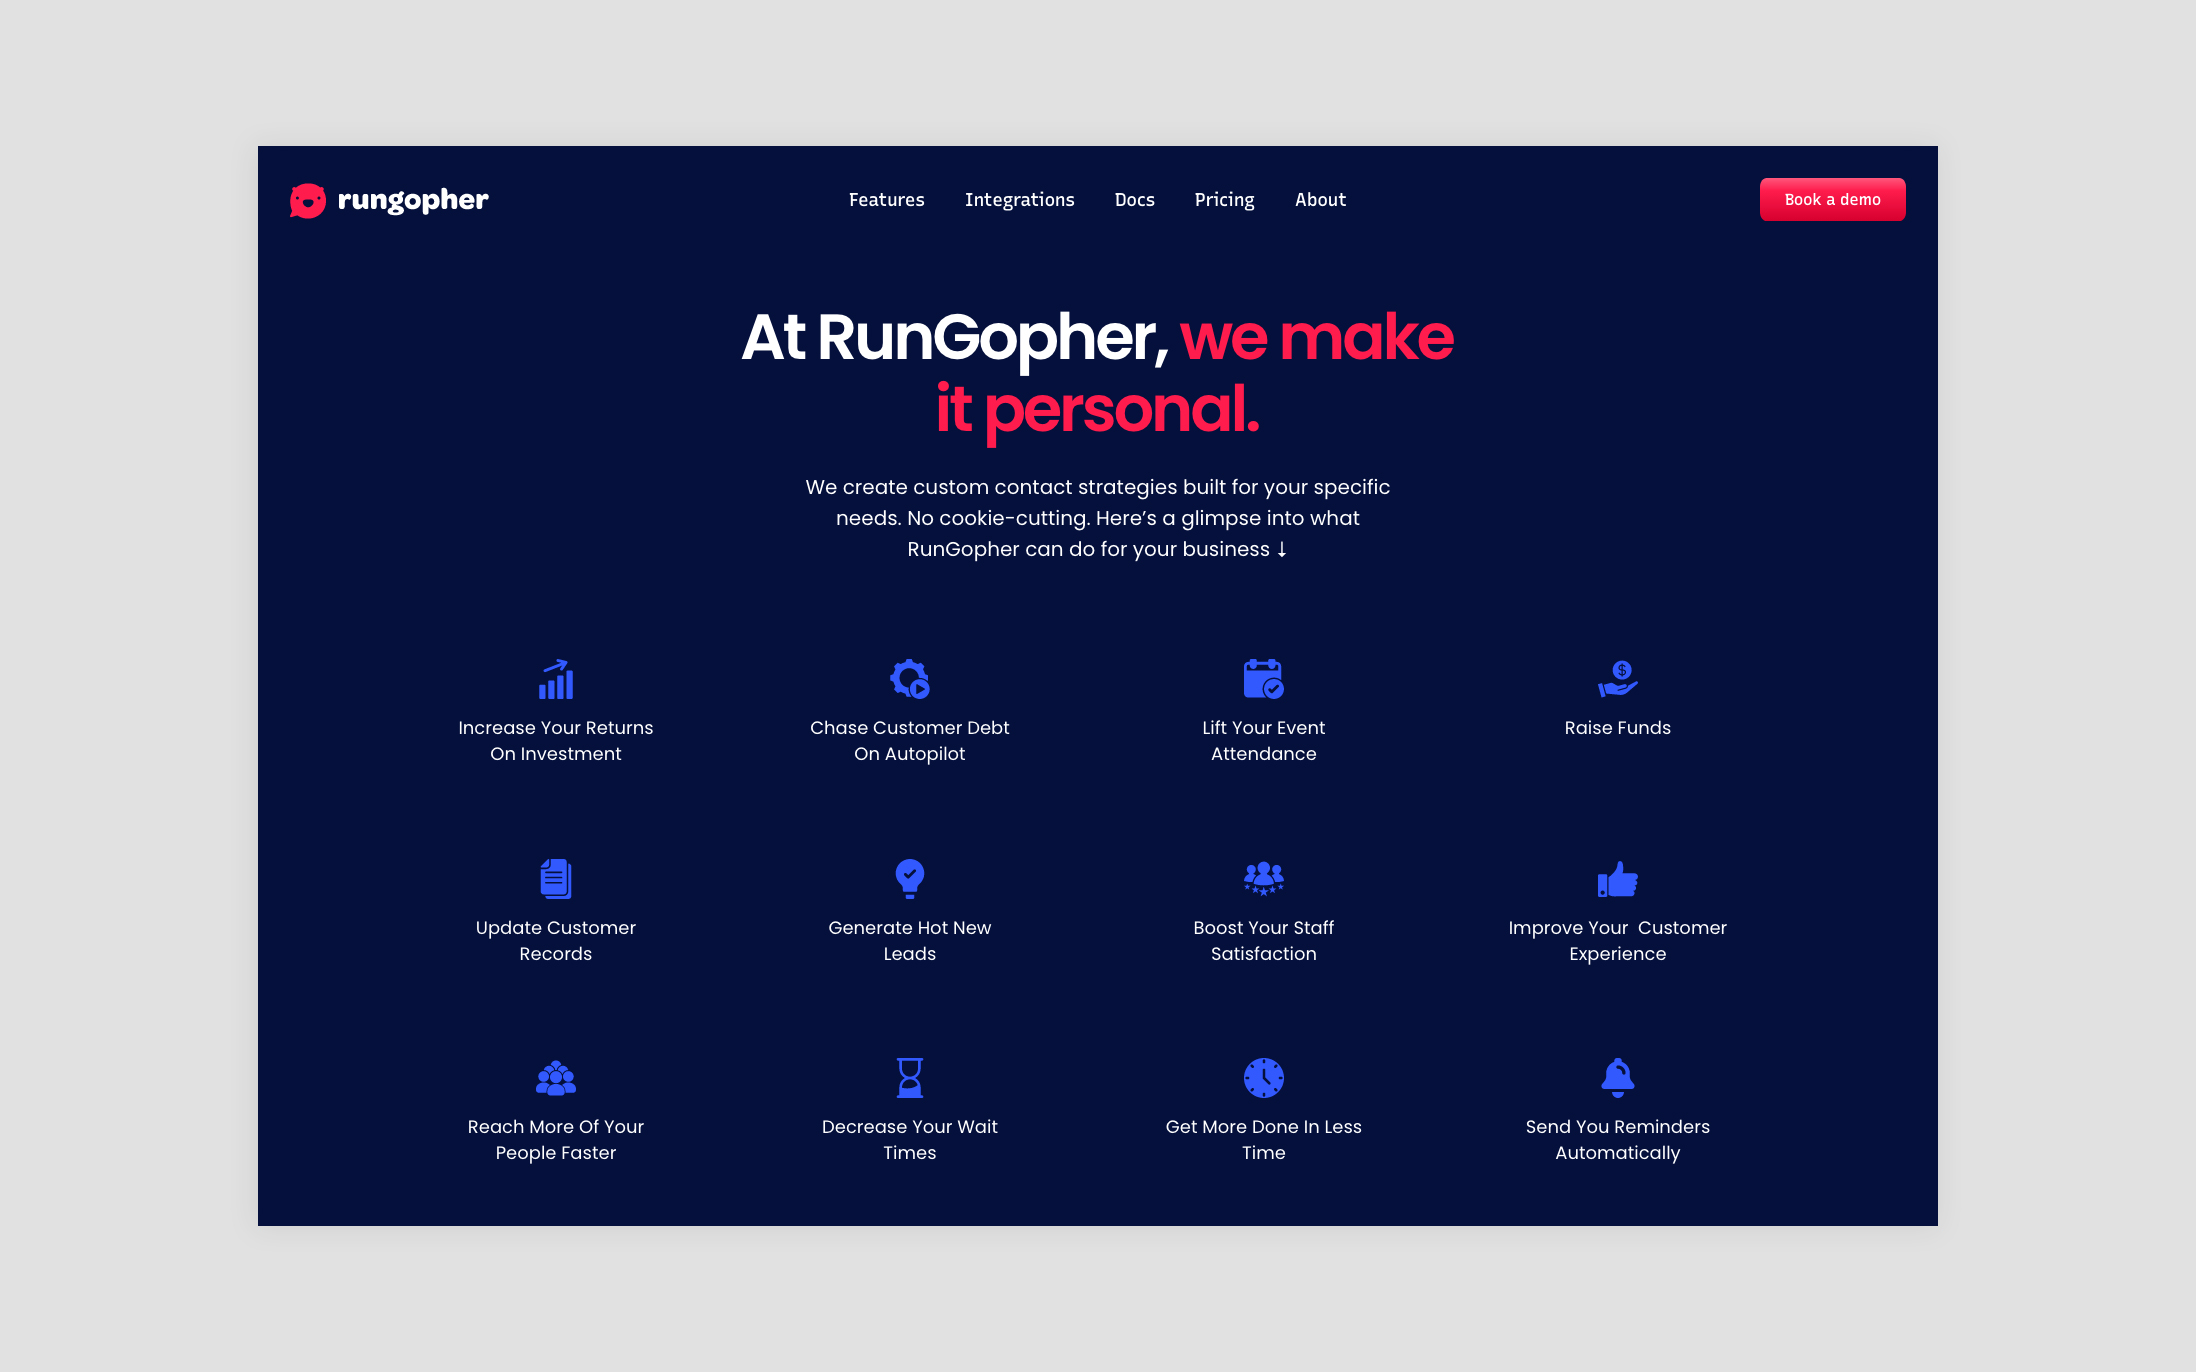 rungopher
Features
Integrations
Docs
Pricing
About
Book a demo
At RunGopher, we make
it personal.
We create custom contact strategies built for your specific
needs. No cookie-cutting. Here’s a glimpse into what
RunGopher can do for your business ↓
Increase Your Returns
On Investment
Chase Customer Debt
On Autopilot
Lift Your Event
Attendance
Raise Funds
Update Customer
Records
Generate Hot New
Leads
Boost Your Staff
Satisfaction
Improve Your  Customer
Experience
Reach More Of Your
People Faster
Decrease Your Wait
Times
Get More Done In Less
Time
Send You Reminders
Automatically